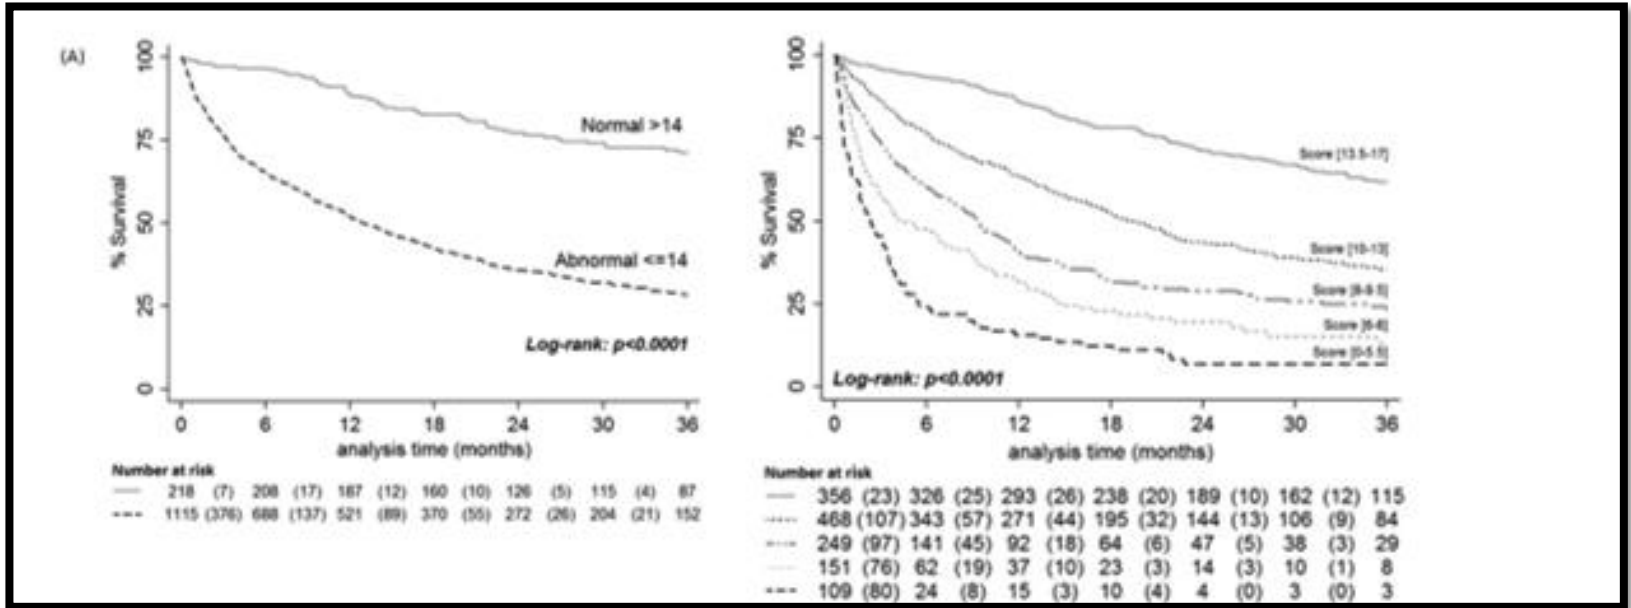 (A)
% Survival
100
75
50
25
0
Normal >14
Abnormal <=14
Log-rank: p<0.0001
0 6 12 18 24 30 36
analysis time (months)
Number at risk
218 (7) 208 (17) 187 (12) 160 (10) 126 (5) 115 (4) 87
1115 (376) 688 (137) 521 (89) 370 (55) 272 (26) 204 (21) 152
% Survival
100
75
50
25
0
Score [13.5-17]
Score [10-13]
Score
Score
Score [0-5.5]
Log-rank: p<0.0001
0 6 12 18 24 30 36
analysis time (months)
Number at risk
356 (23) 326 (25) 293 (26) 238 (20) 189 (10) 162 (12) 115
468 (107) 343 (57) 271 (44) 195 (32) 144 (13) 106 (9) 84
249 (97) 141 (45) 92 (18) 64 (6) 47 (5) 38 (3) 29
151 (76) 62 (19) 37 (10) 23 (3) 14 (3) 10 (1) 8
109 (80) 24 (8) 15 (3) 10 (4) 4 (0) 3 (0) 3